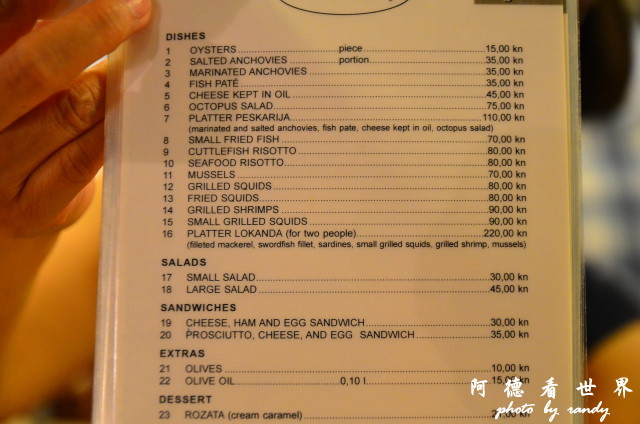 DISHES
1 OYSTERS piece 15,00 kn
2 SALTED ANCHOVIES portion 35,00 kn
3 MARINATED ANCHOVIES 35,00 kn
4 FISH PATÉ 35,00 kn
5 CHEESE KEPT IN OIL 45,00 kn
6 OCTOPUS SALAD 75,00 kn
7 PLATTER PESKARIJA 110,00 kn
(marinated and salted anchovies, fish pate, cheese kept in oil, octopus salad)
8 SMALL FRIED FISH 70,00 kn
9 CUTTLEFISH RISOTTO 80,00 kn
10 SEAFOOD RISOTTO 80,00 kn
11 MUSSELS 70,00 kn
12 GRILLED SQUIDS 80,00 kn
13 FRIED SQUIDS 80,00 kn
14 GRILLED SHRIMPS 90,00 kn
15 SMALL GRILLED SQUIDS 90,00 kn
16 PLATTER LOKANDA (for two people) 220,00 kn
(filleted mackerel, swordfish fillet, sardines, small grilled squids, grilled shrimp, mussels)
SALADS
17 SMALL SALAD 30,00 kn
18 LARGE SALAD 45,00 kn
SANDWICHES
19 CHEESE, HAM AND EGG SANDWICH 30,00 kn
20 PROSCIUTTO, CHEESE, AND EGG SANDWICH 35,00 kn
EXTRAS
21 OLIVES 10,00 kn
22 OLIVE OIL 0,10 l 15,00 kn
DESSERT
23 ROZATA (cream caramel) kn
阿德看世界
photo by randy